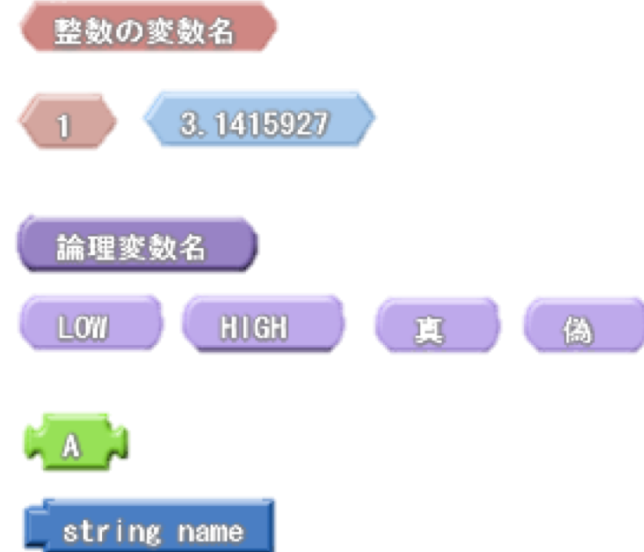 整数の変数名
1 3.1415927
論理変数名
LOW HIGH 真 偽
A
string name